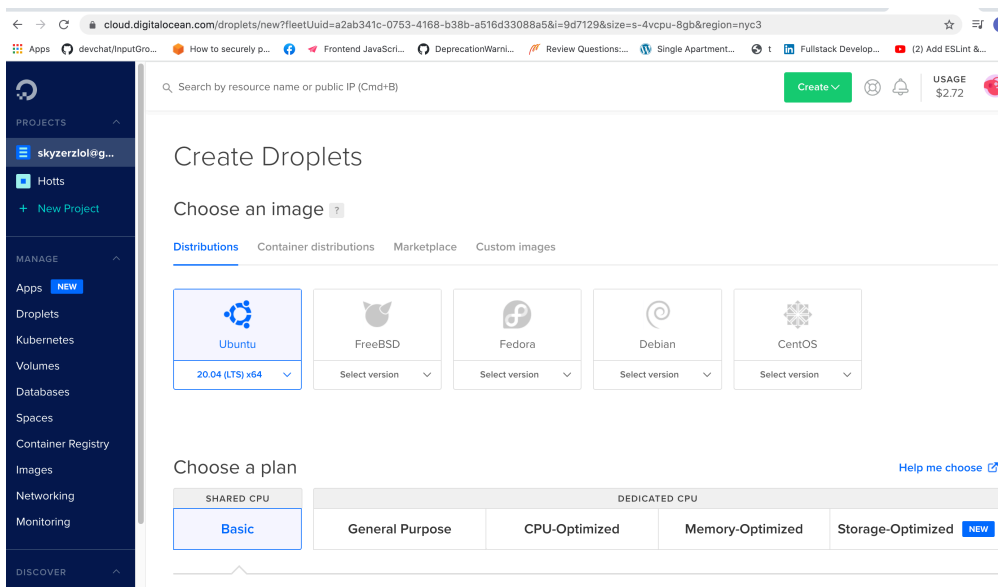 cloud.digitalocean.com/droplets/new?fleetUuid=a2ab341c-0753-4168-b38b-a516d33088a5&i=9d7129&size=s-4vcpu-8gb&region=nyc3
Apps devchat/InputGro... How to securely p... Frontend JavaScri... DeprecationWarni... Review Questions:... Single Apartment... t Fullstack Develop... (2) Add ESLint &...
Search by resource name or public IP (Cmd+B)
Create
USAGE
$2.72
PROJECTS
skyzerzlol@g...
Hotts
+ New Project
MANAGE
Apps NEW
Droplets
Kubernetes
Volumes
Databases
Spaces
Container Registry
Images
Networking
Monitoring
DISCOVER
Create Droplets
Choose an image ?
Distributions Container distributions Marketplace Custom images
Ubuntu FreeBSD Fedora Debian CentOS
20.04 (LTS) x64 Select version Select version Select version Select version
Choose a plan
Help me choose
SHARED CPU DEDICATED CPU
Basic General Purpose CPU-Optimized Memory-Optimized Storage-Optimized NEW